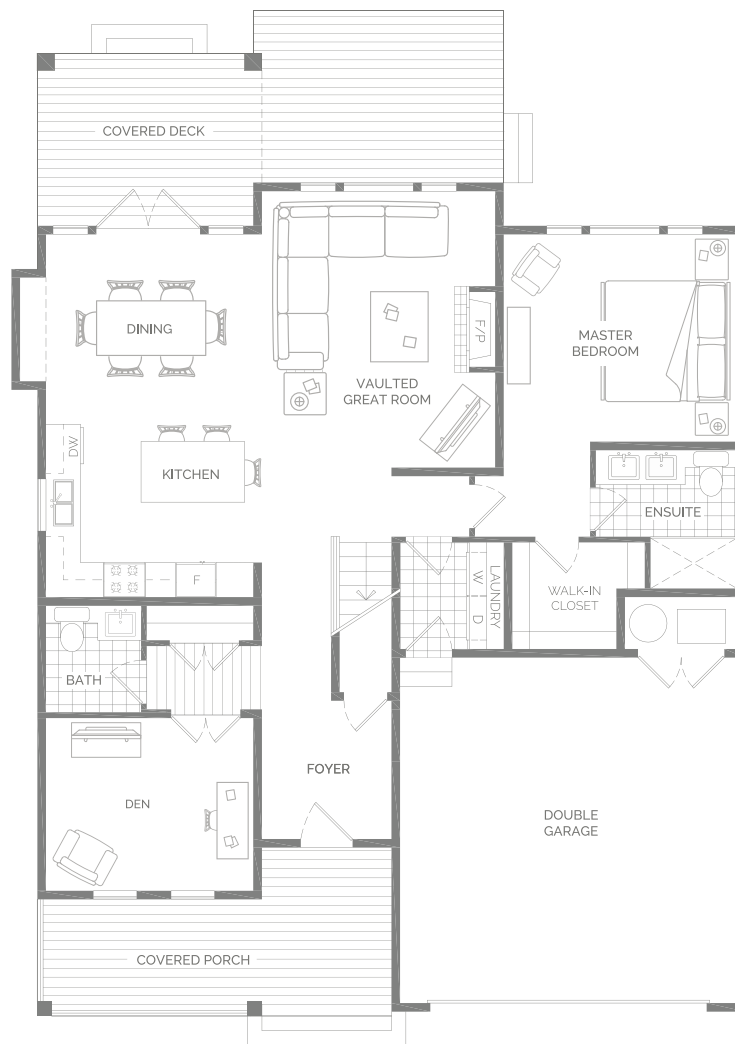 COVERED DECK
DINING
F/P
MASTER
BEDROOM
VAULTED
GREAT ROOM
DW
KITCHEN
ENSUITE
F
LAUNDRY
W
D
WALK-IN
CLOSET
BATH
FOYER
DEN
DOUBLE
GARAGE
COVERED PORCH